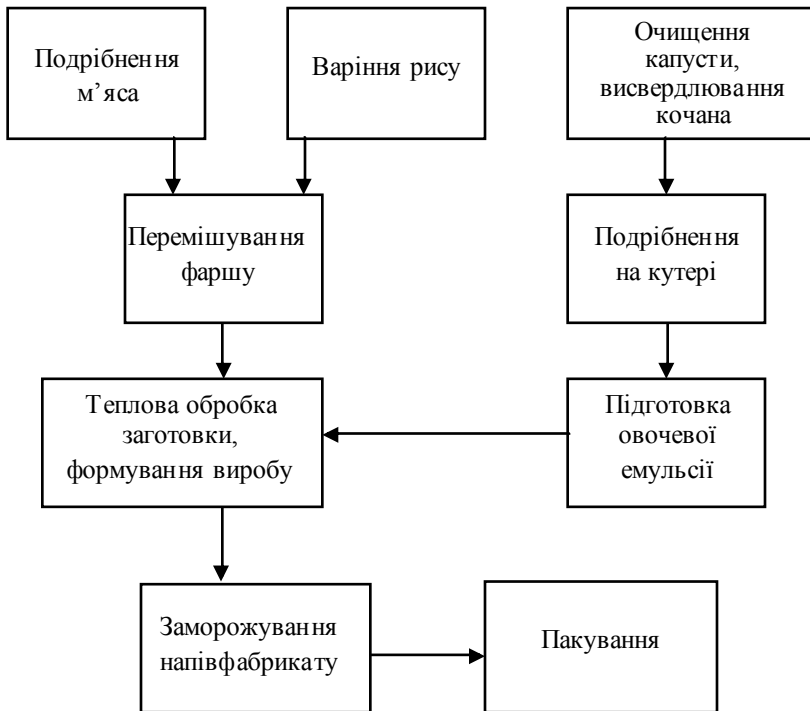 Подрібнення
м’яса
Варіння рису
Очищення
капусти,
висвердлювання
кочана
Перемішування
фаршу
Подрібнення
на кутері
Теплова обробка
заготовки,
формування виробу
Підготовка
овочевої
емульсії
Заморожування
напівфабрикату
Пакування